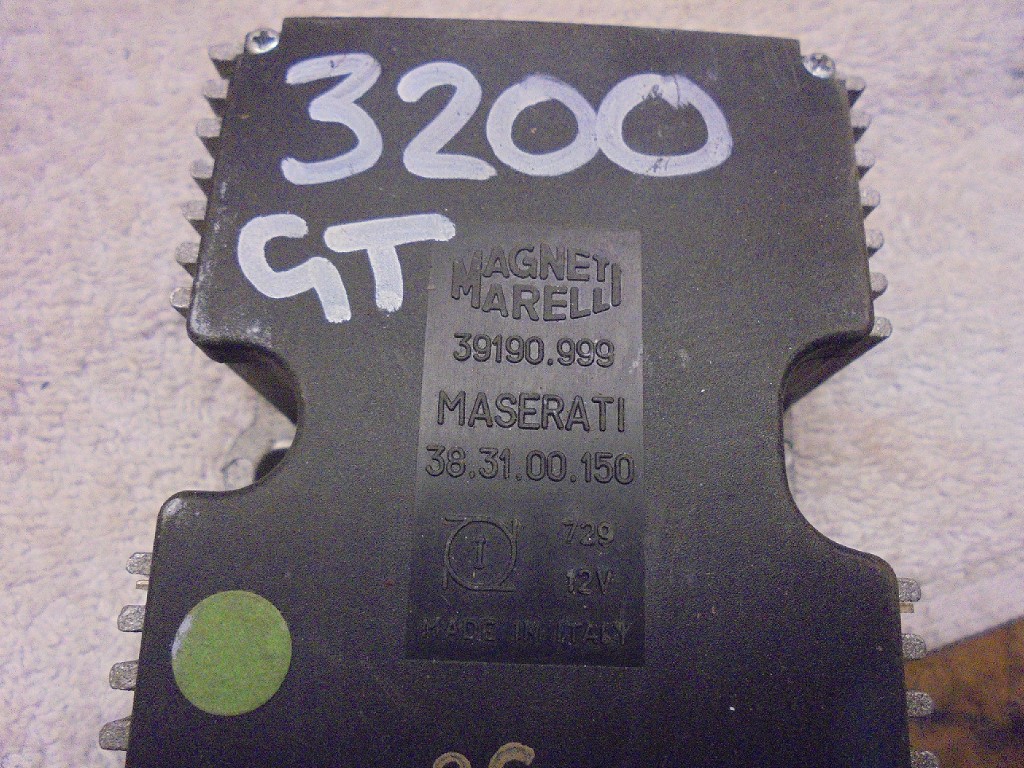 3200
GT
MAGNETI
MARELLI
39190.999
MASERATI
38.31.00.150
I
729
12V
MADE IN ITALY